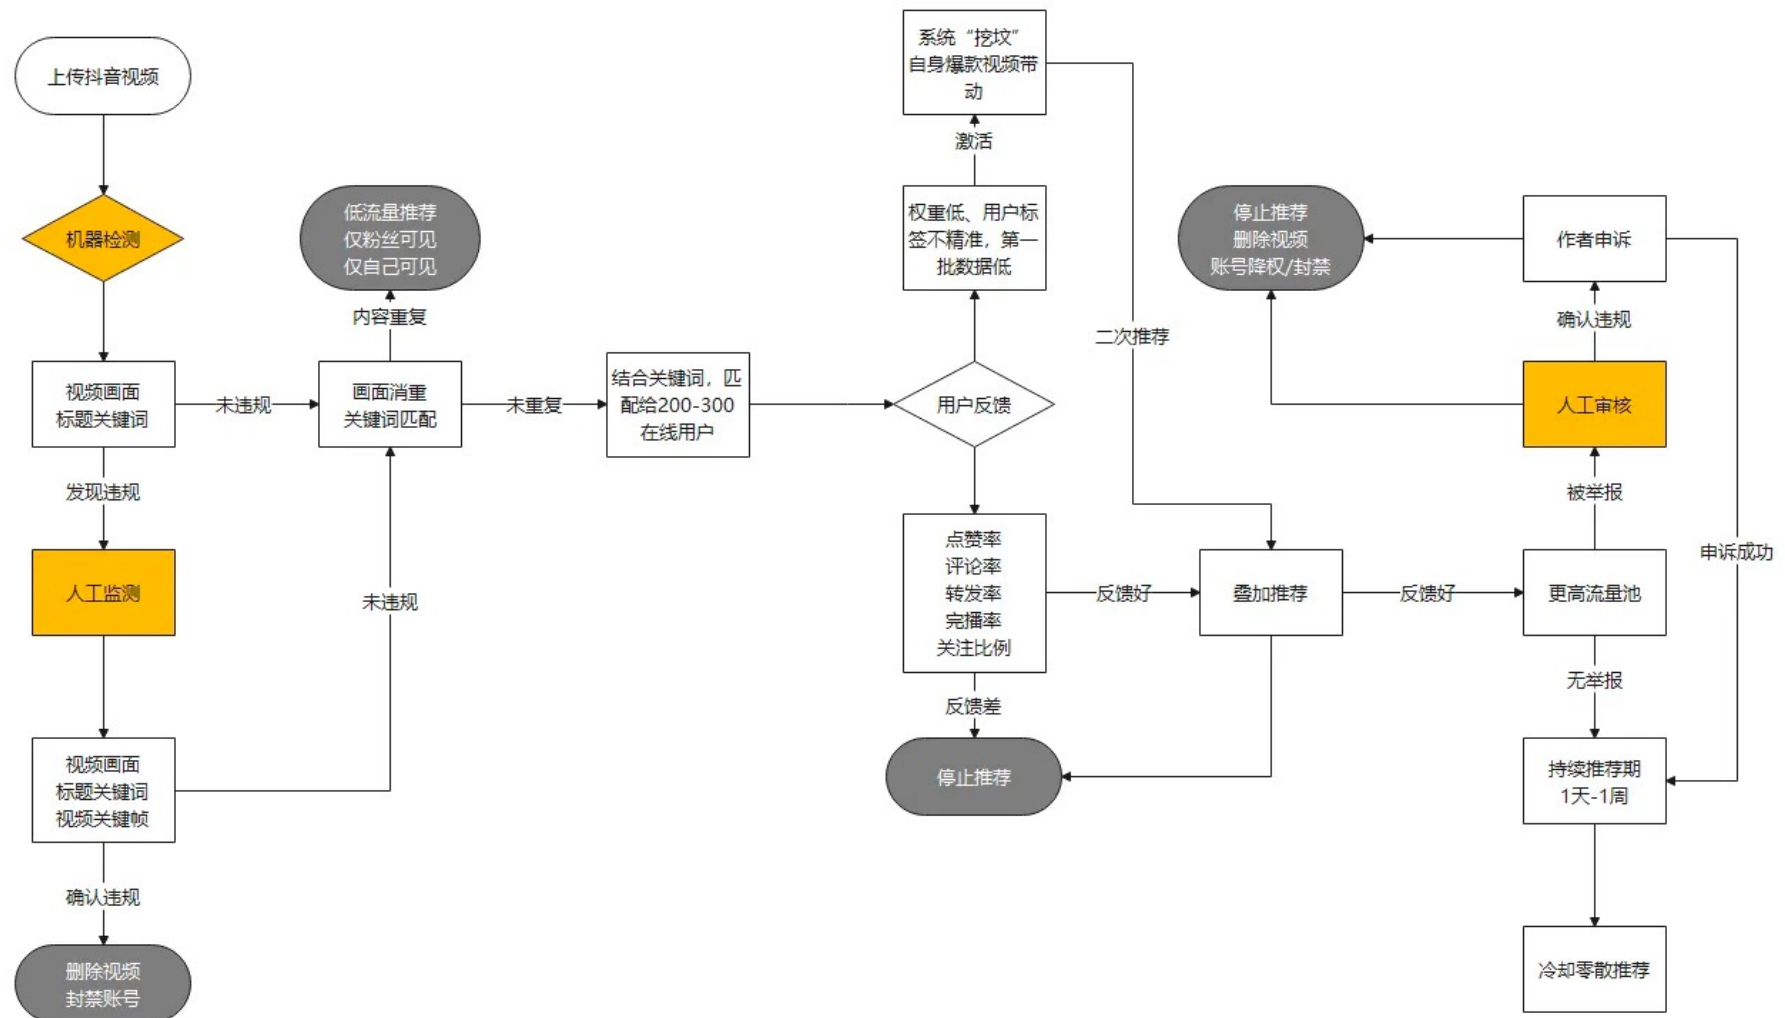 上传抖音视频
机器检测
视频画面
标题关键词
未违规
发现违规
人工监测
视频画面
标题关键词
视频关键帧
未违规
确认违规
删除视频
封禁账号
低流量推荐
仅粉丝可见
仅自己可见
内容重复
画面消重
关键词匹配
未重复
结合关键词，匹
配给200-300
在线用户
用户反馈
系统“挖坟”
自身爆款视频带
动
激活
权重低、用户标
签不精准，第一
批数据低
二次推荐
点赞率
评论率
转发率
完播率
关注比例
反馈好
反馈差
停止推荐
叠加推荐
反馈好
更高流量池
被举报
人工审核
确认违规
作者申诉
停止推荐
删除视频
账号降权/封禁
申诉成功
无举报
持续推荐期
1天-1周
冷却零散推荐